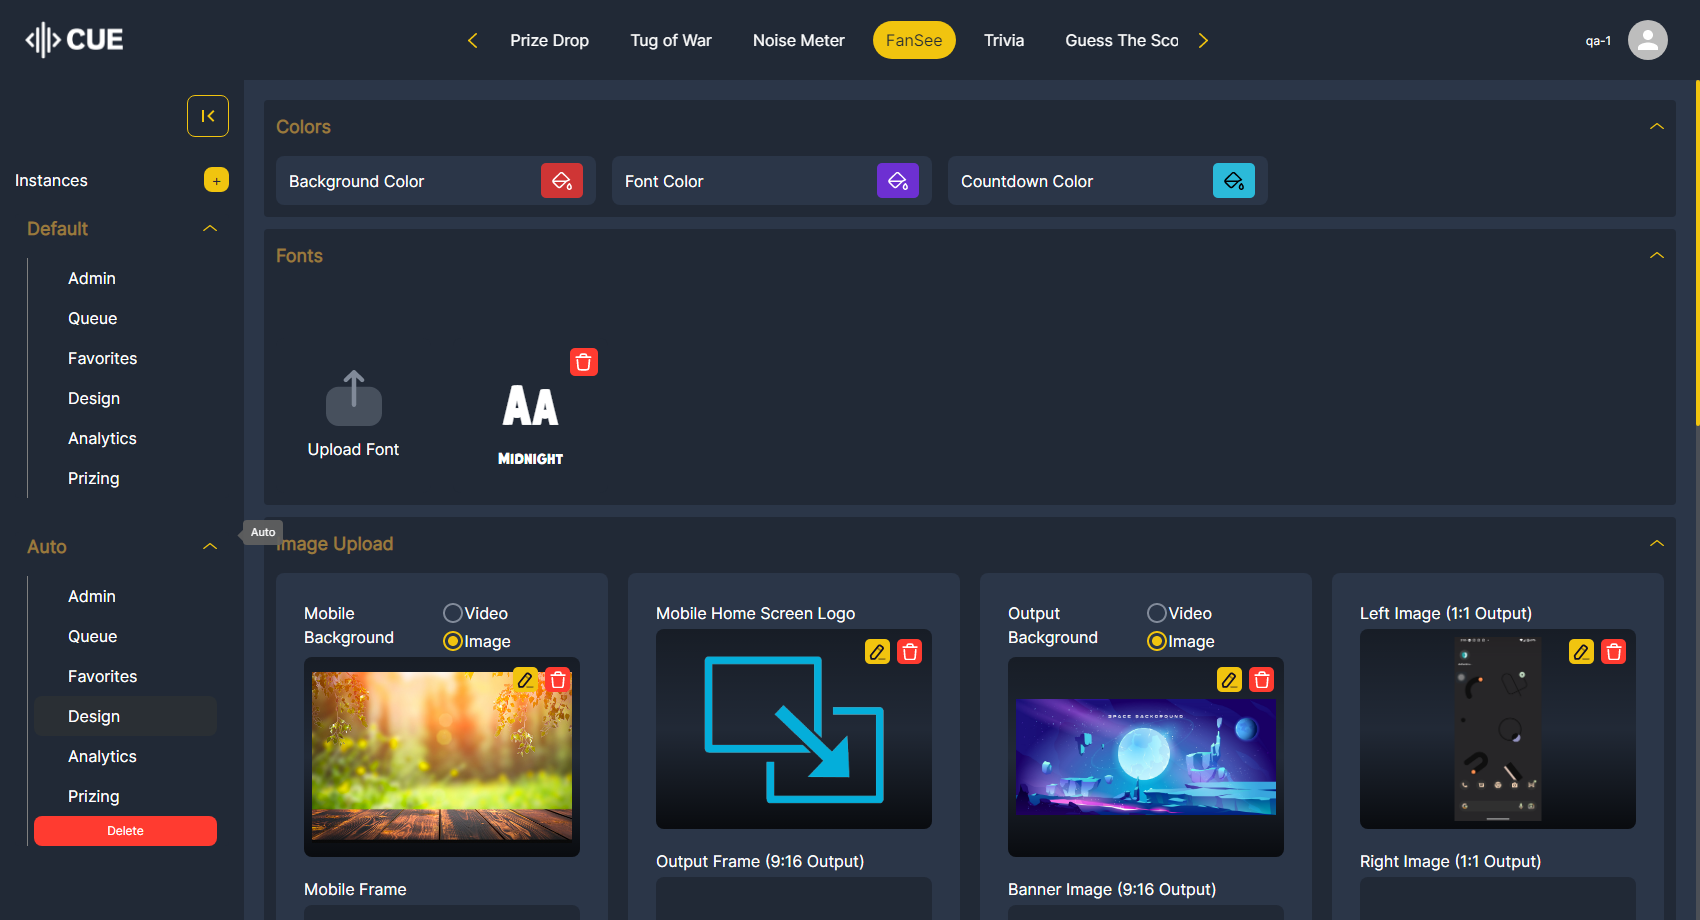 CUE
Prize Drop
Tug of War
Noise Meter
FanSee
Trivia
Guess The Sco
qa-1
Instances
+
Default
Admin
Queue
Favorites
Design
Analytics
Prizing
Auto
Admin
Queue
Favorites
Design
Analytics
Prizing
Delete
Auto
Colors
Background Color
Font Color
Countdown Color
Fonts
Upload Font
AA
MIDNIGHT
Image Upload
Mobile
Background
Video
Image
Mobile Frame
Mobile Home Screen Logo
Output Frame (9:16 Output)
Output
Background
Video
Image
SPACE BACKGROUND
Banner Image (9:16 Output)
Left Image (1:1 Output)
Right Image (1:1 Output)